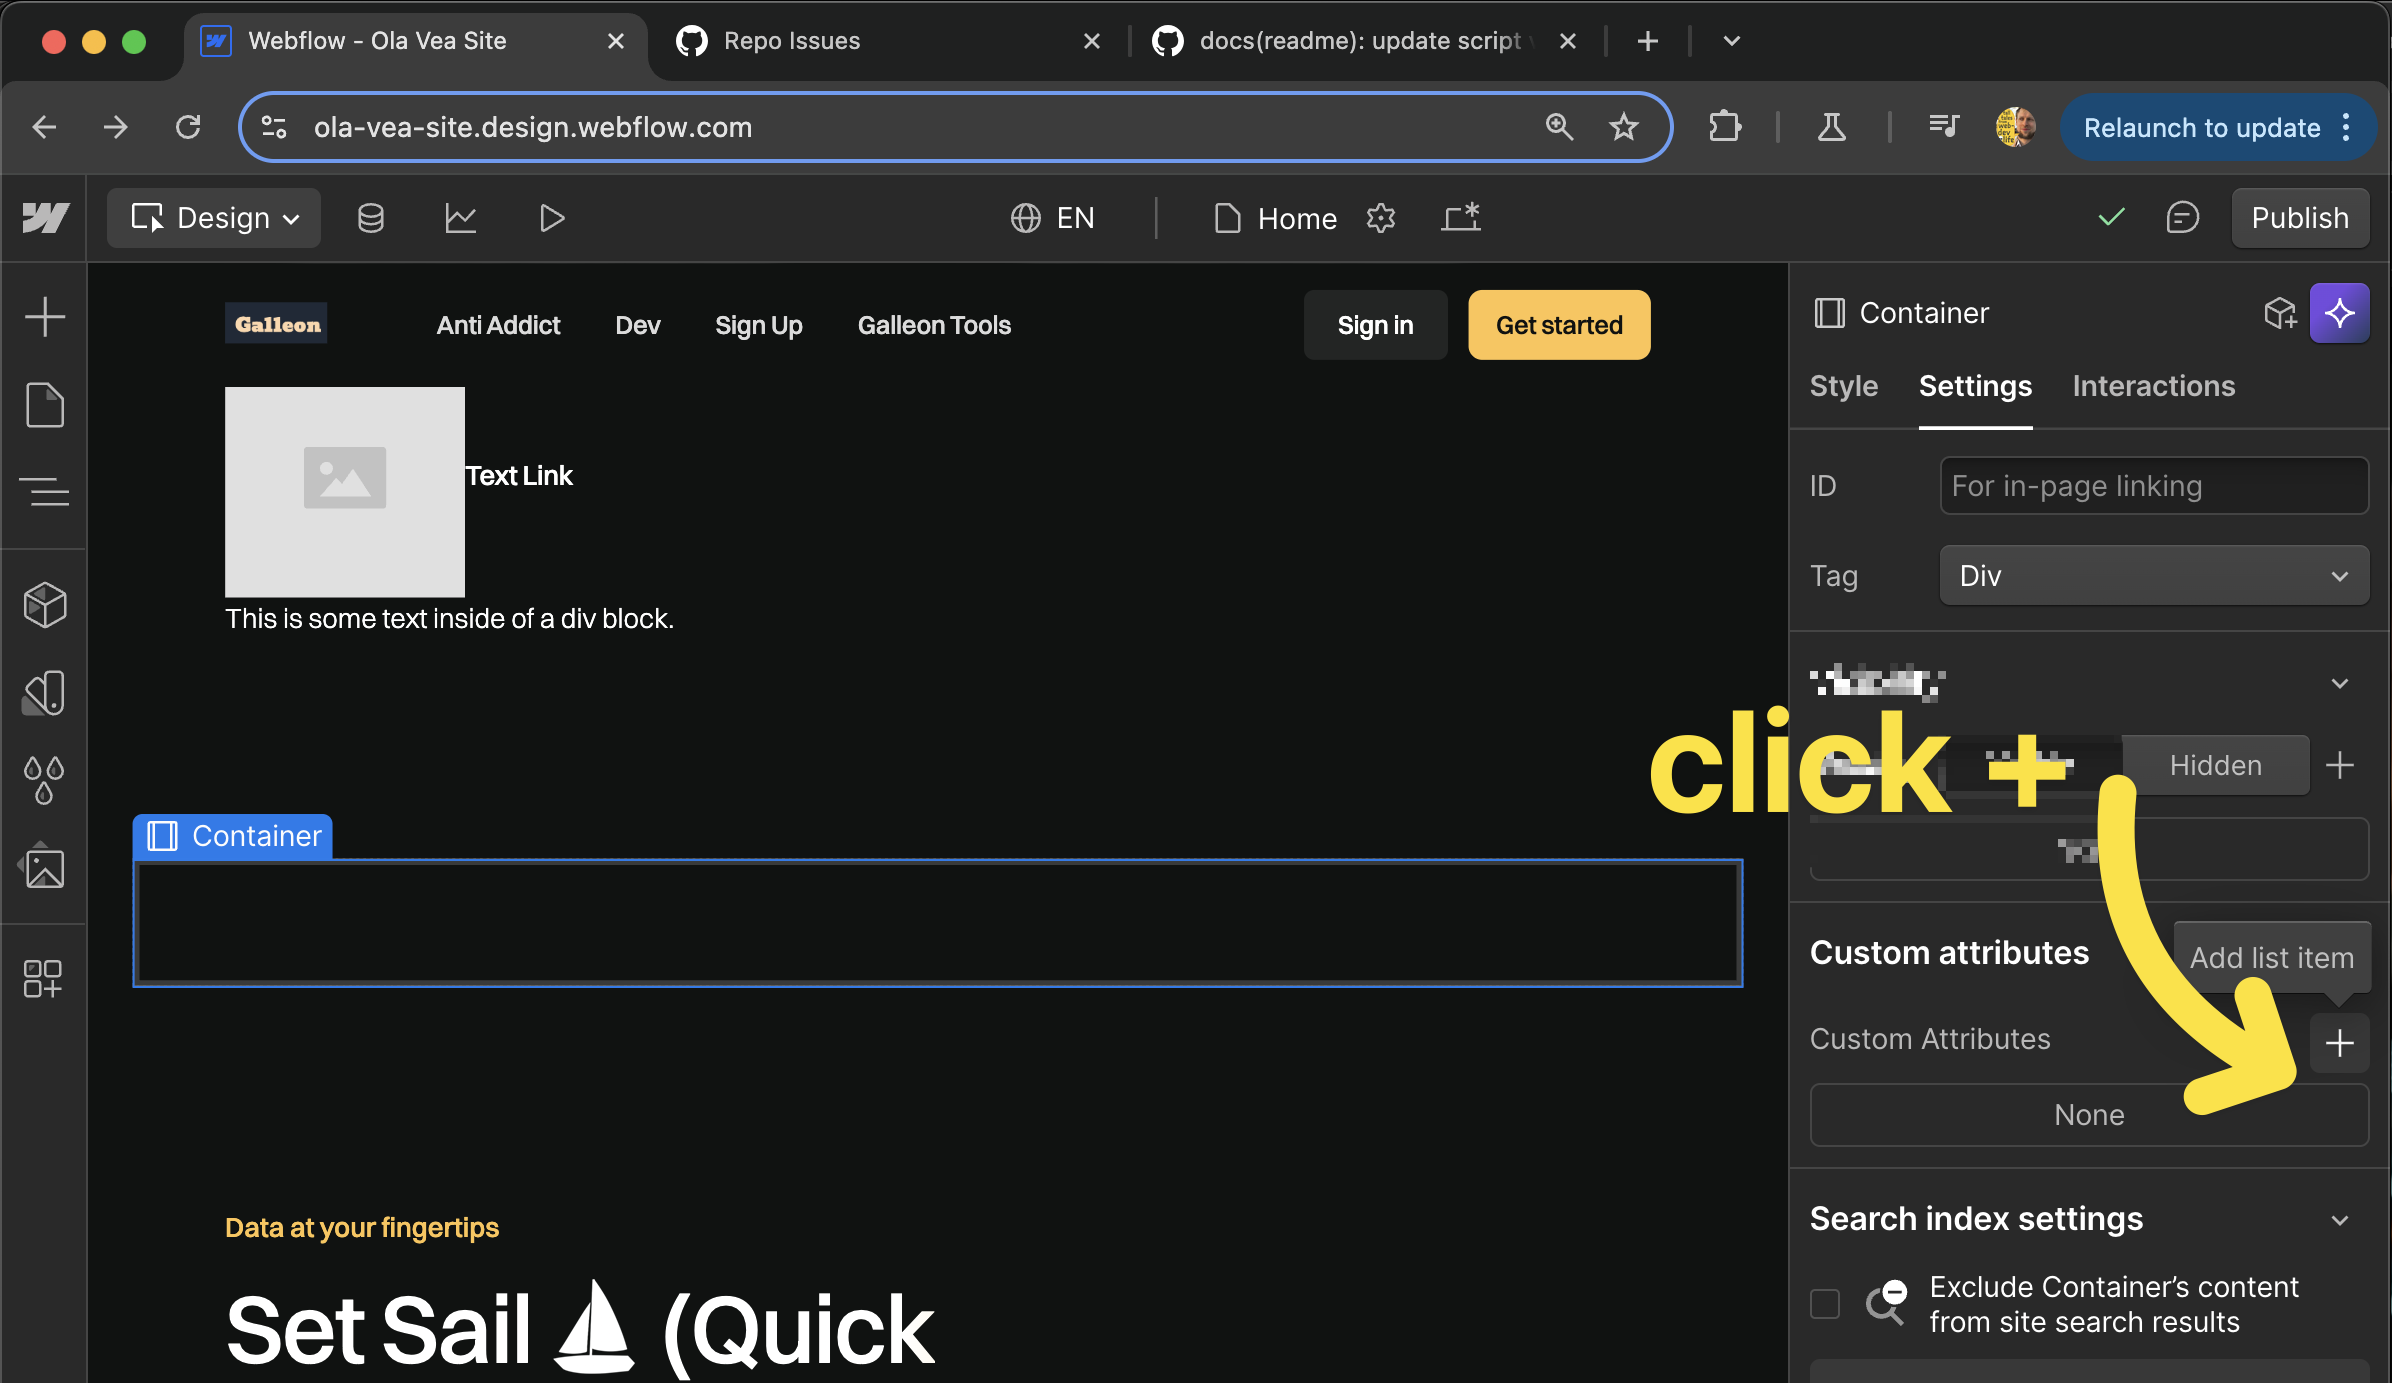 Webflow - Ola Vea Site
Repo Issues
docs(readme): update script
ola-vea-site.design.webflow.com
Relaunch to update
Design
EN
Home
Publish
Galleon
Anti Addict
Dev
Sign Up
Galleon Tools
Sign in
Get started
Text Link
This is some text inside of a div block.
Container
Data at your fingertips
Set Sail (Quick
Container
Style
Settings
Interactions
ID
For in-page linking
Tag
Div
click +
Hidden
Custom attributes
Add list item
Custom Attributes
None
Search index settings
Exclude Container’s content
from site search results